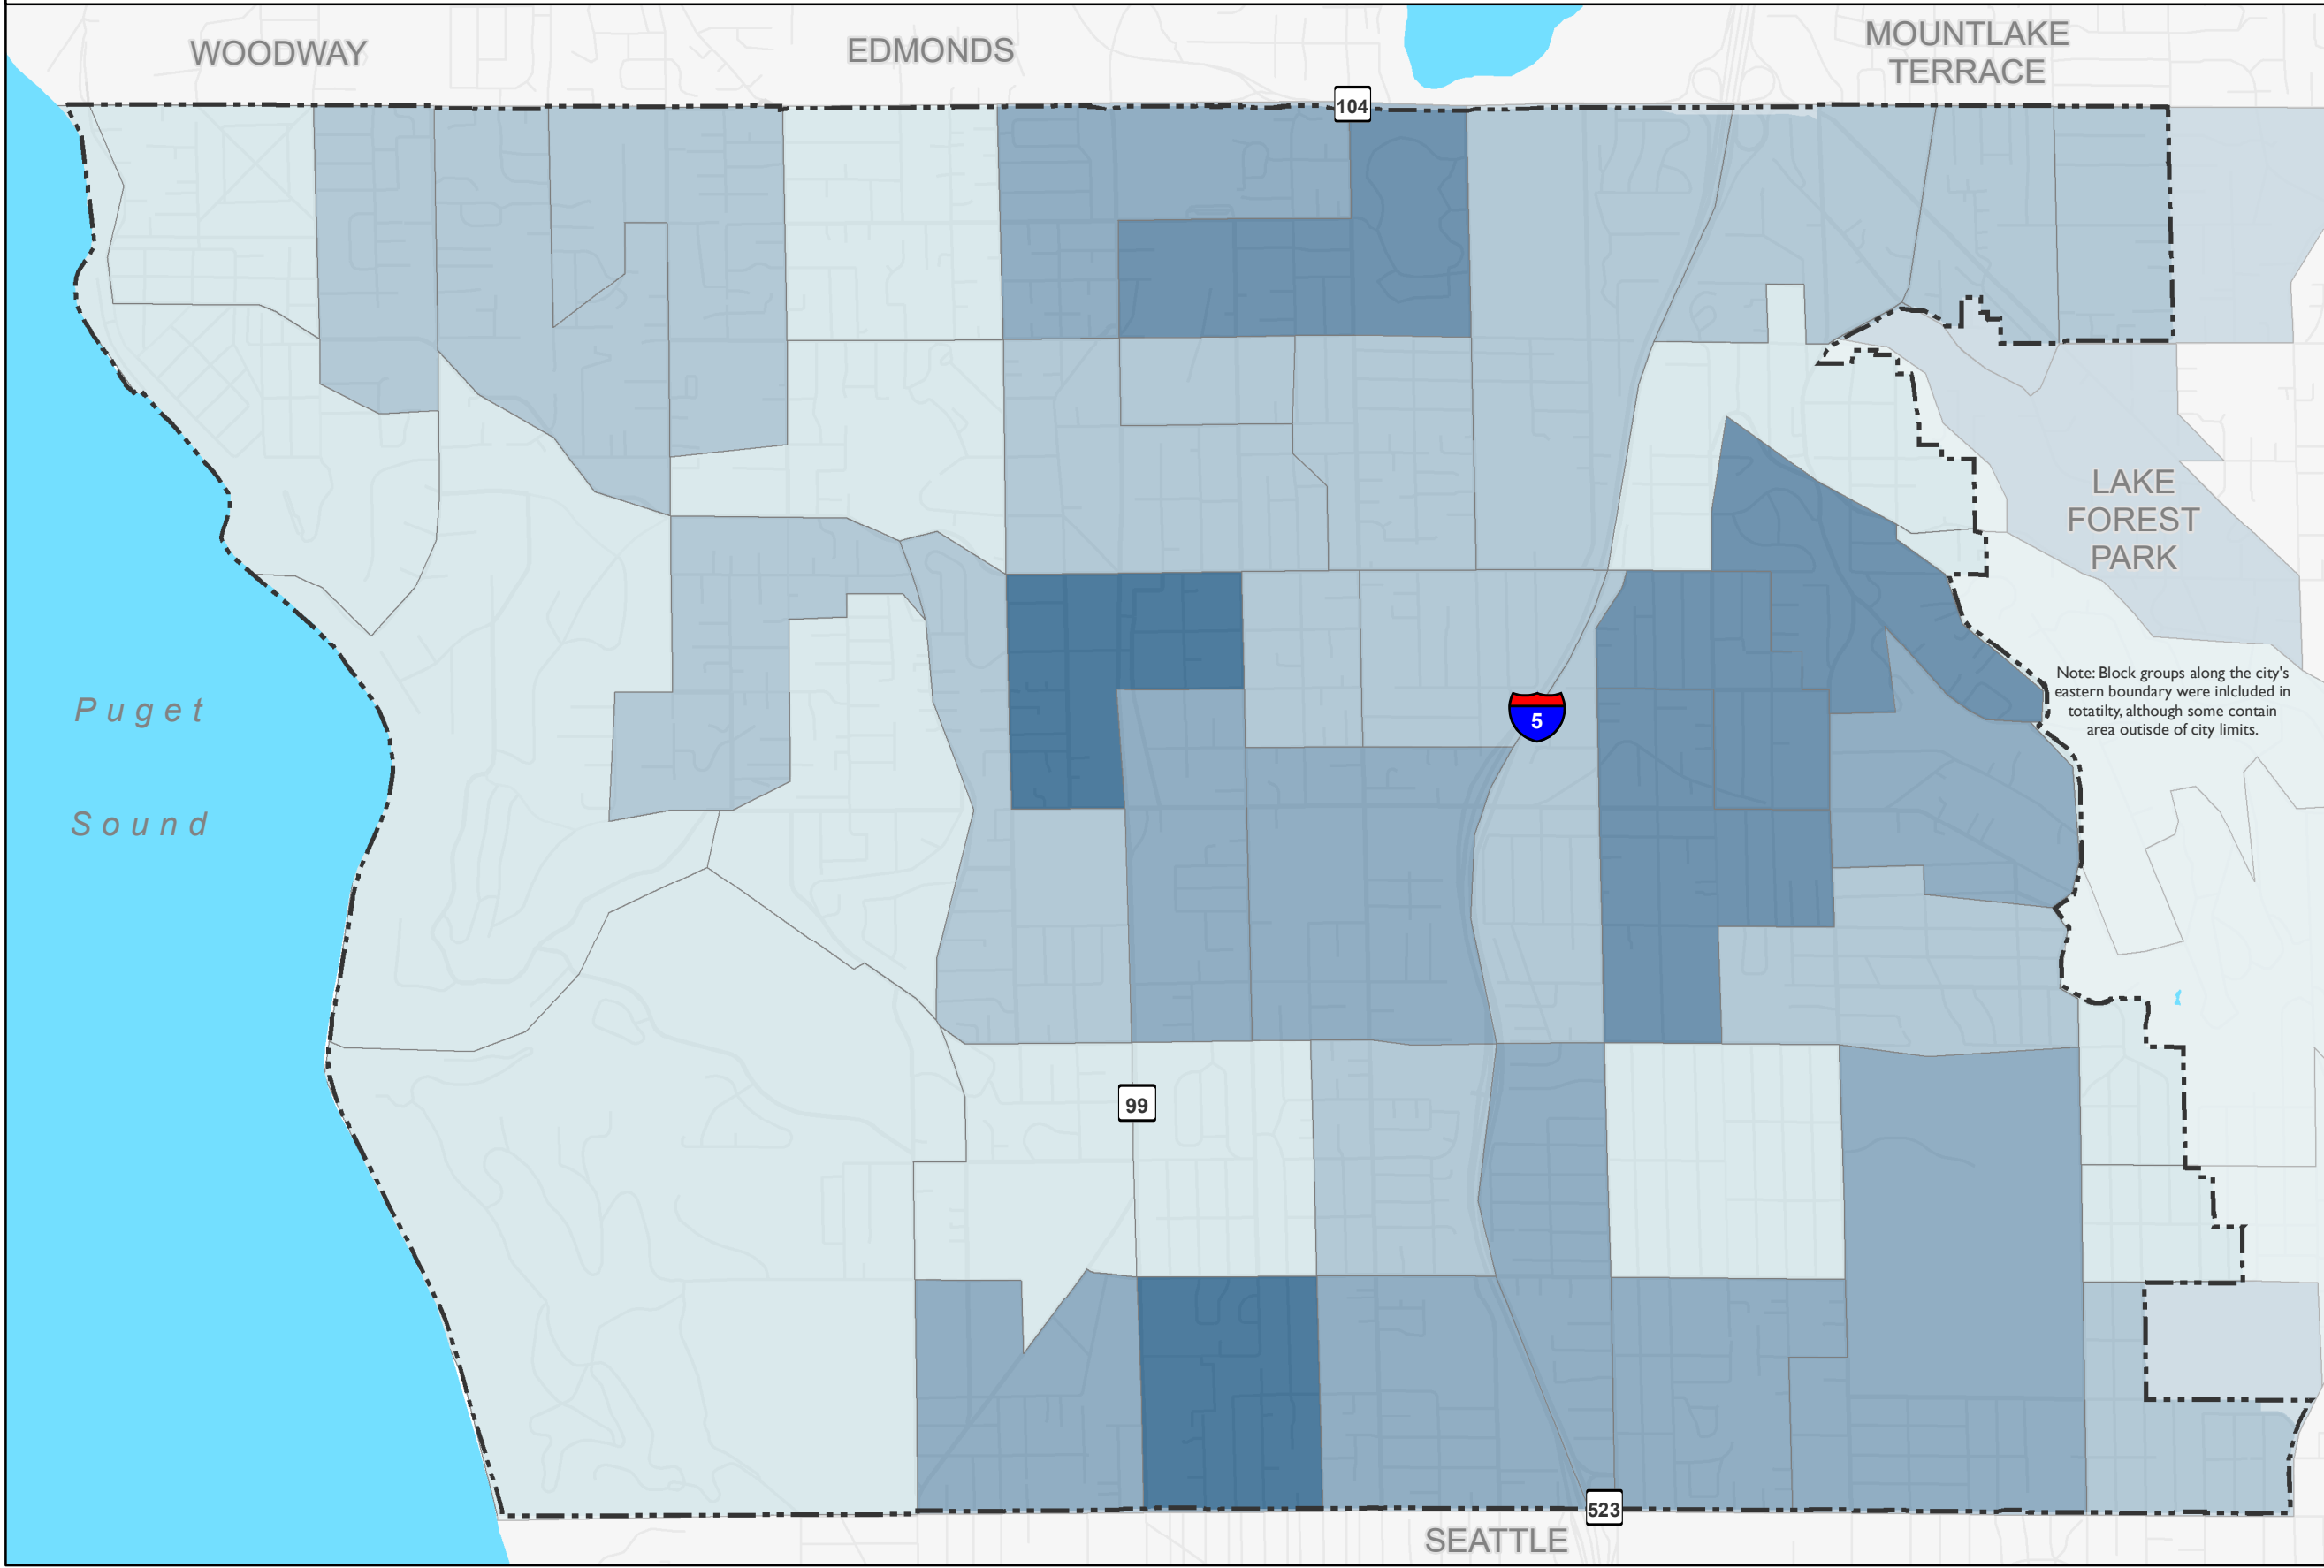 WOODWAY
EDMONDS
MOUNTLAKE
TERRACE
104
LAKE
FOREST
PARK
Note: Block groups along the city's
eastern boundary were inlcluded in
totatilty, although some contain
area outisde of city limits.
Puget
5
Sound
99
523
SEATTLE